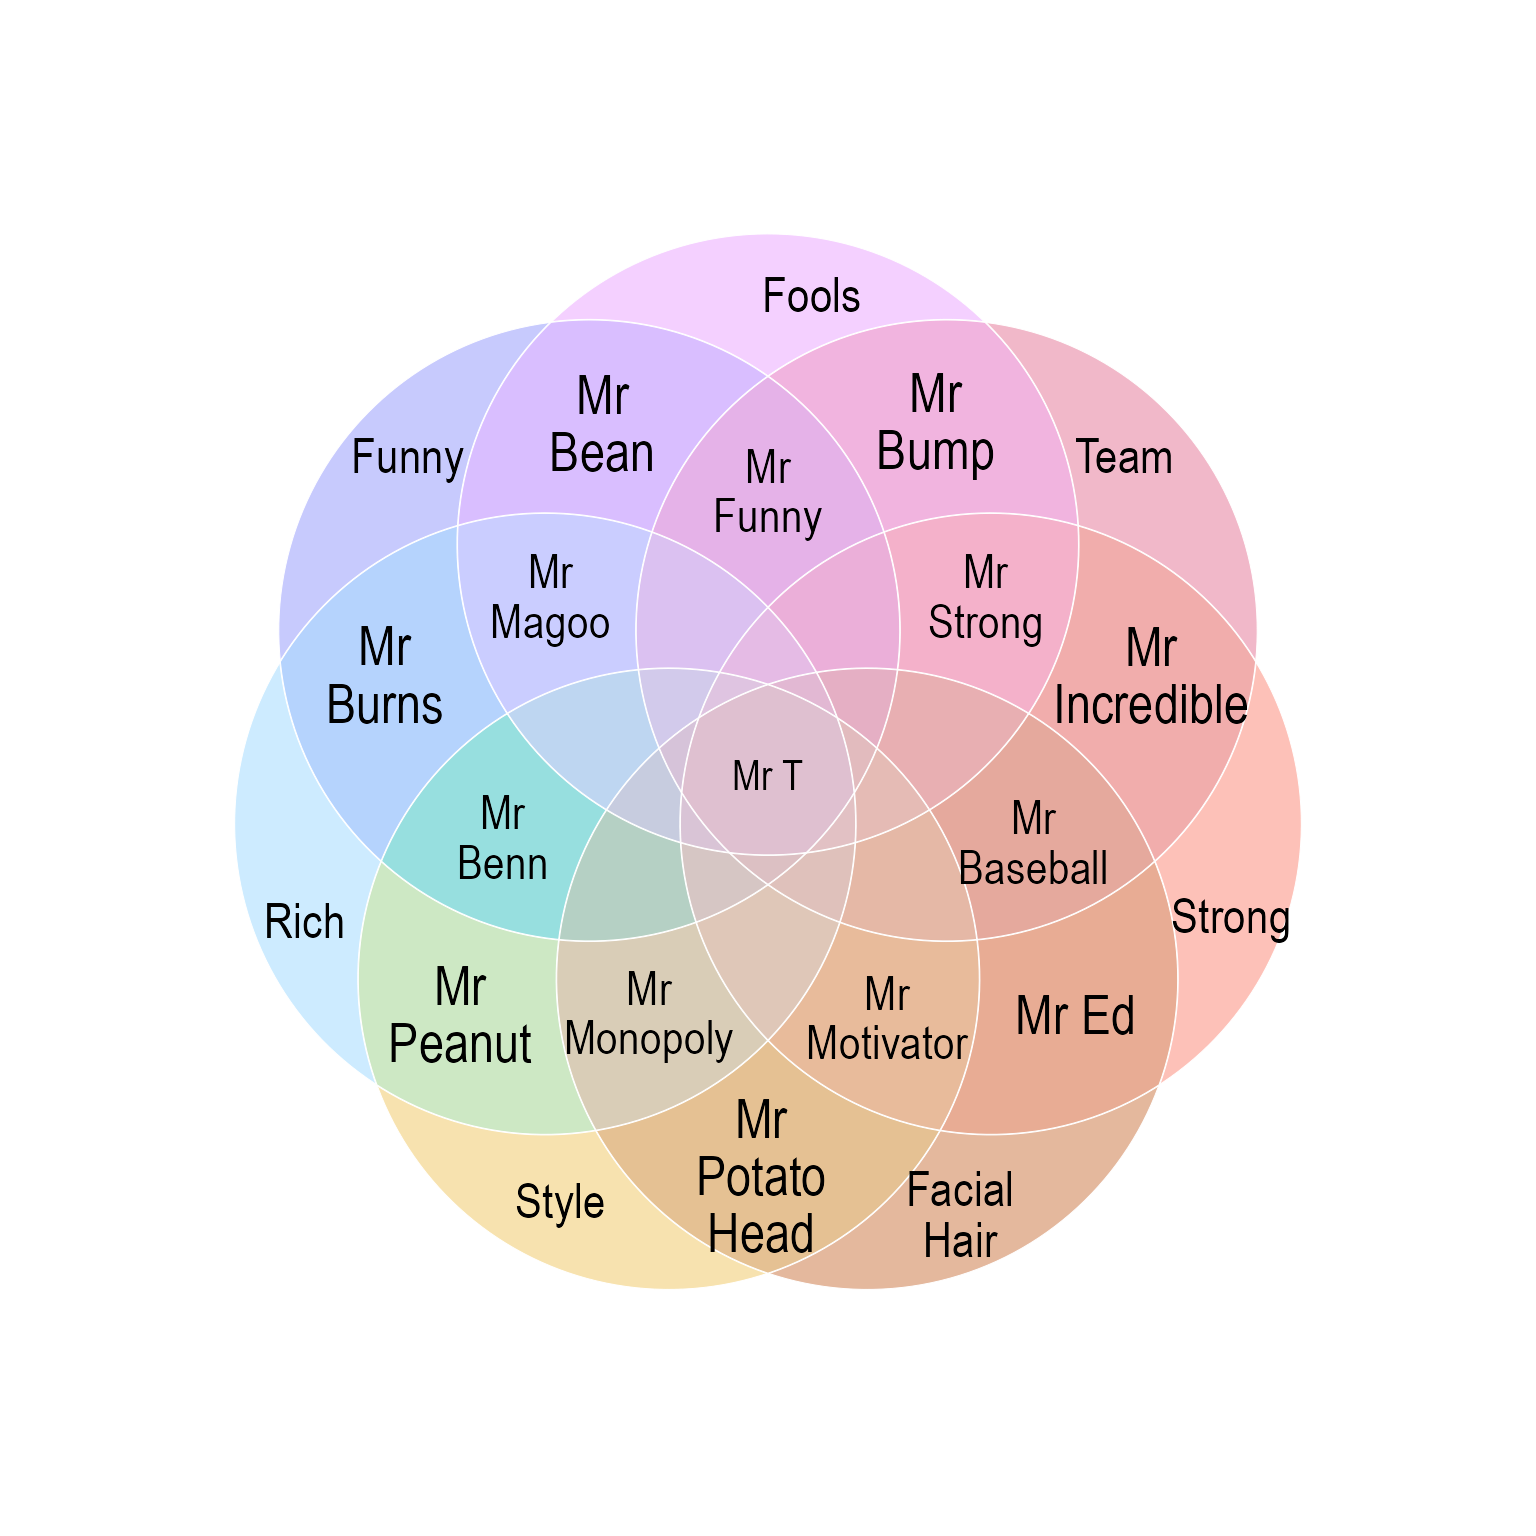 Fools
Mr
Bean
Mr
Bump
Funny
Team
Mr
Funny
Mr
Magoo
Mr
Strong
Mr
Burns
Mr
Incredible
Mr T
Mr
Benn
Mr
Baseball
Rich
Strong
Mr
Peanut
Mr
Monopoly
Mr
Motivator
Mr Ed
Mr
Potato
Head
Style
Facial
Hair